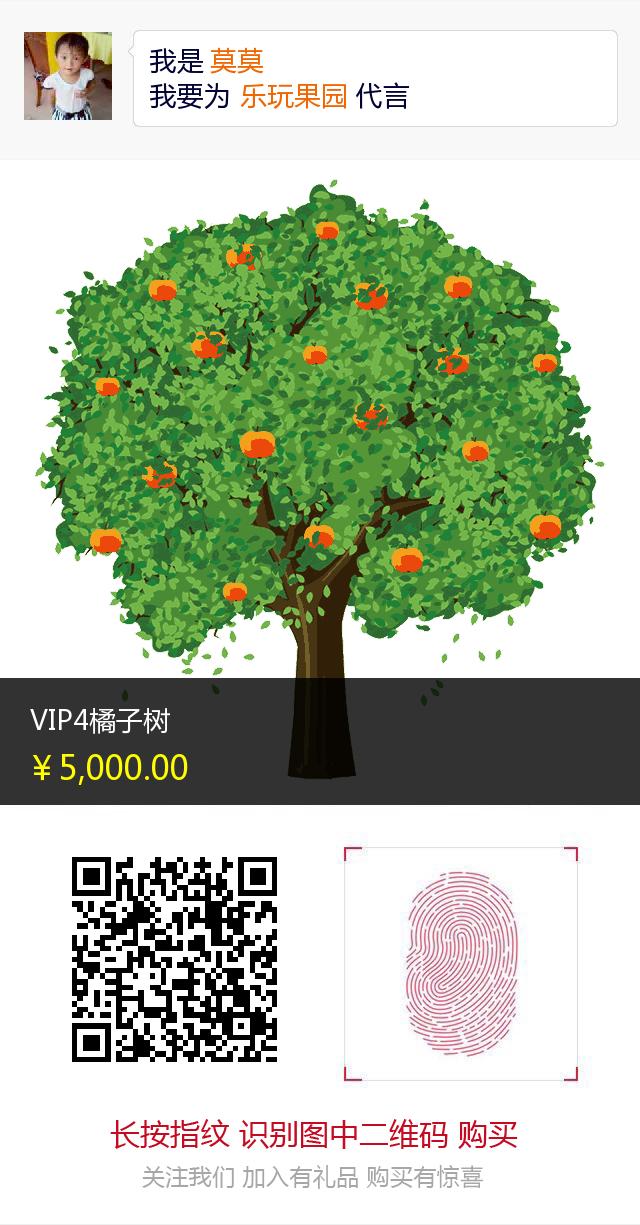 我是 莫莫
我要为 乐玩果园 代言
VIP4橘子树
￥5,000.00
长按指纹 识别图中二维码 购买
关注我们 加入有礼品 购买有惊喜